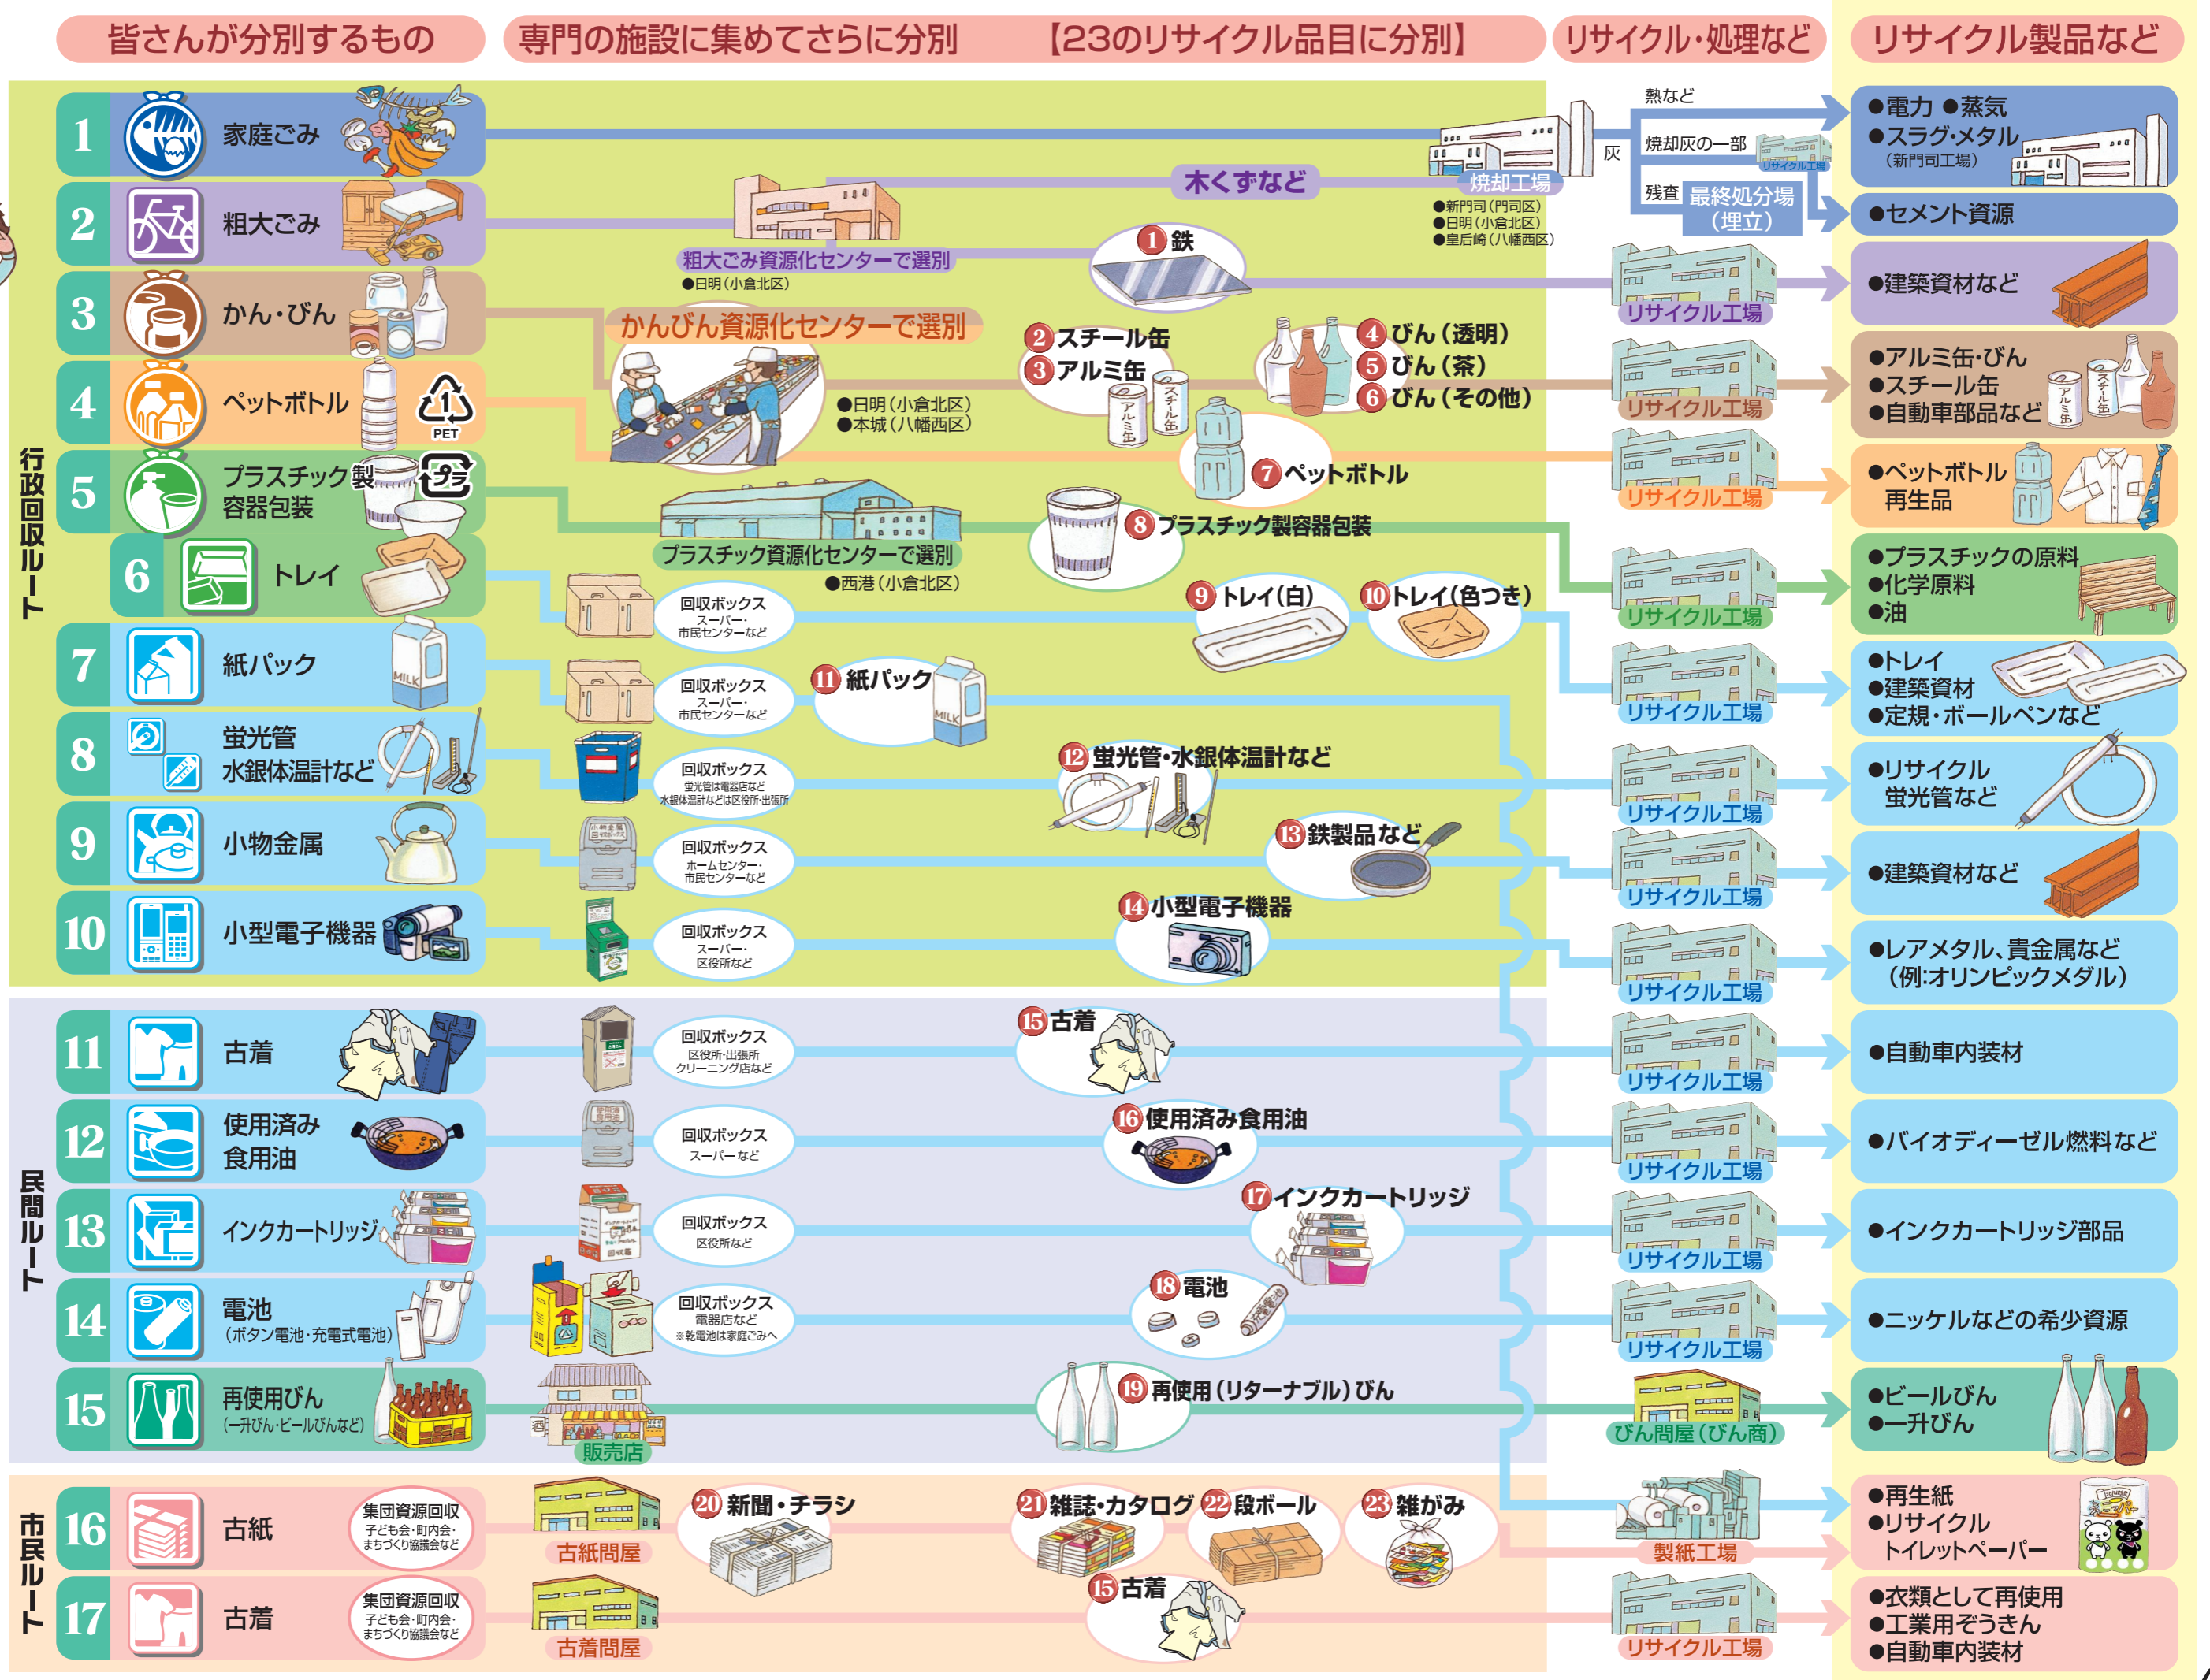 皆さんが分別するもの
専門の施設に集めてさらに分別 【23のリサイクル品目に分別】
リサイクル・処理など
リサイクル製品など
行政回収ルート
1 家庭ごみ
焼却工場
●新門司(門司区)
●日明(小倉北区)
●皇后崎(八幡西区)
灰
熱など
焼却灰の一部
リサイクル工場
残査
最終処分場
(埋立)
●電力 ●蒸気
●スラグ・メタル
(新門司工場)
●セメント資源
2 粗大ごみ
木くずなど
粗大ごみ資源化センターで選別
●日明(小倉北区)
1 鉄
リサイクル工場
●建築資材など
3 かん・びん
かんびん資源化センターで選別
●日明(小倉北区)
●本城(八幡西区)
2 スチール缶
3 アルミ缶
アルミ缶
スチール缶
4 びん(透明)
5 びん(茶)
6 びん(その他)
リサイクル工場
●アルミ缶・びん
●スチール缶
●自動車部品など
アルミ缶
スチール缶
4 ペットボトル
1
PET
7 ペットボトル
リサイクル工場
●ペットボトル
再生品
5 プラスチック製
容器包装
プラ
プラスチック資源化センターで選別
●西港(小倉北区)
8 プラスチック製容器包装
リサイクル工場
●プラスチックの原料
●化学原料
●油
6 トレイ
回収ボックス
スーパー・
市民センターなど
9 トレイ(白)
10 トレイ(色つき)
リサイクル工場
●トレイ
●建築資材
●定規・ボールペンなど
7 紙パック
MILK
回収ボックス
スーパー・
市民センターなど
11 紙パック
MILK
8 蛍光管
水銀体温計など
回収ボックス
蛍光管は電器店など
水銀体温計などは区役所・出張所
12 蛍光管・水銀体温計など
リサイクル工場
●リサイクル
蛍光管など
9 小物金属
小物金属
回収ボックス
回収ボックス
ホームセンター・
市民センターなど
13 鉄製品など
リサイクル工場
●建築資材など
10 小型電子機器
回収ボックス
スーパー・
区役所など
14 小型電子機器
リサイクル工場
●レアメタル、貴金属など
(例:オリンピックメダル)
民間ルート
11 古着
回収ボックス
区役所・出張所
クリーニング店など
15 古着
リサイクル工場
●自動車内装材
12 使用済み
食用油
使用済
食用油
回収ボックス
スーパーなど
16 使用済み食用油
リサイクル工場
●バイオディーゼル燃料など
13 インクカートリッジ
回収箱
回収ボックス
区役所など
17 インクカートリッジ
リサイクル工場
●インクカートリッジ部品
14 電池
(ボタン電池・充電式電池)
回収ボックス
電器店など
※乾電池は家庭ごみへ
18 電池
リサイクル工場
●ニッケルなどの希少資源
15 再使用びん
(一升びん・ビールびんなど)
酒
販売店
19 再使用(リターナブル)びん
びん問屋(びん商)
●ビールびん
●一升びん
市民ルート
16 古紙
集団資源回収
子ども会・町内会・
まちづくり協議会など
古紙問屋
20 新聞・チラシ
21 雑誌・カタログ
22 段ボール
23 雑がみ
製紙工場
●再生紙
●リサイクル
トイレットペーパー
17 古着
集団資源回収
子ども会・町内会・
まちづくり協議会など
古着問屋
15 古着
リサイクル工場
●衣類として再使用
●工業用ぞうきん
●自動車内装材